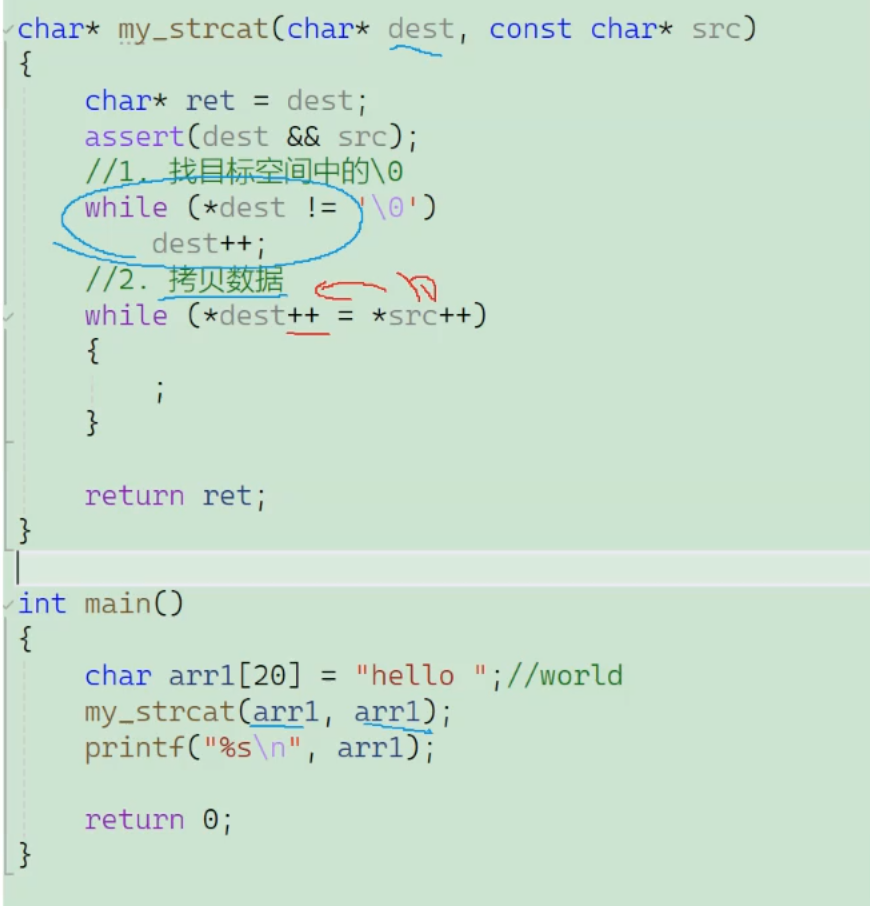 char* my_strcat(char* dest, const char* src)
{
    char* ret = dest;
    assert(dest && src);
    //1. 找目标空间中的\0
    while (*dest != '\0')
        dest++;
    //2. 拷贝数据
    while (*dest++ = *src++)
    {
        ;
    }
    return ret;
}
int main()
{
    char arr1[20] = "hello ";//world
    my_strcat(arr1, arr1);
    printf("%s\n", arr1);
    return 0;
}